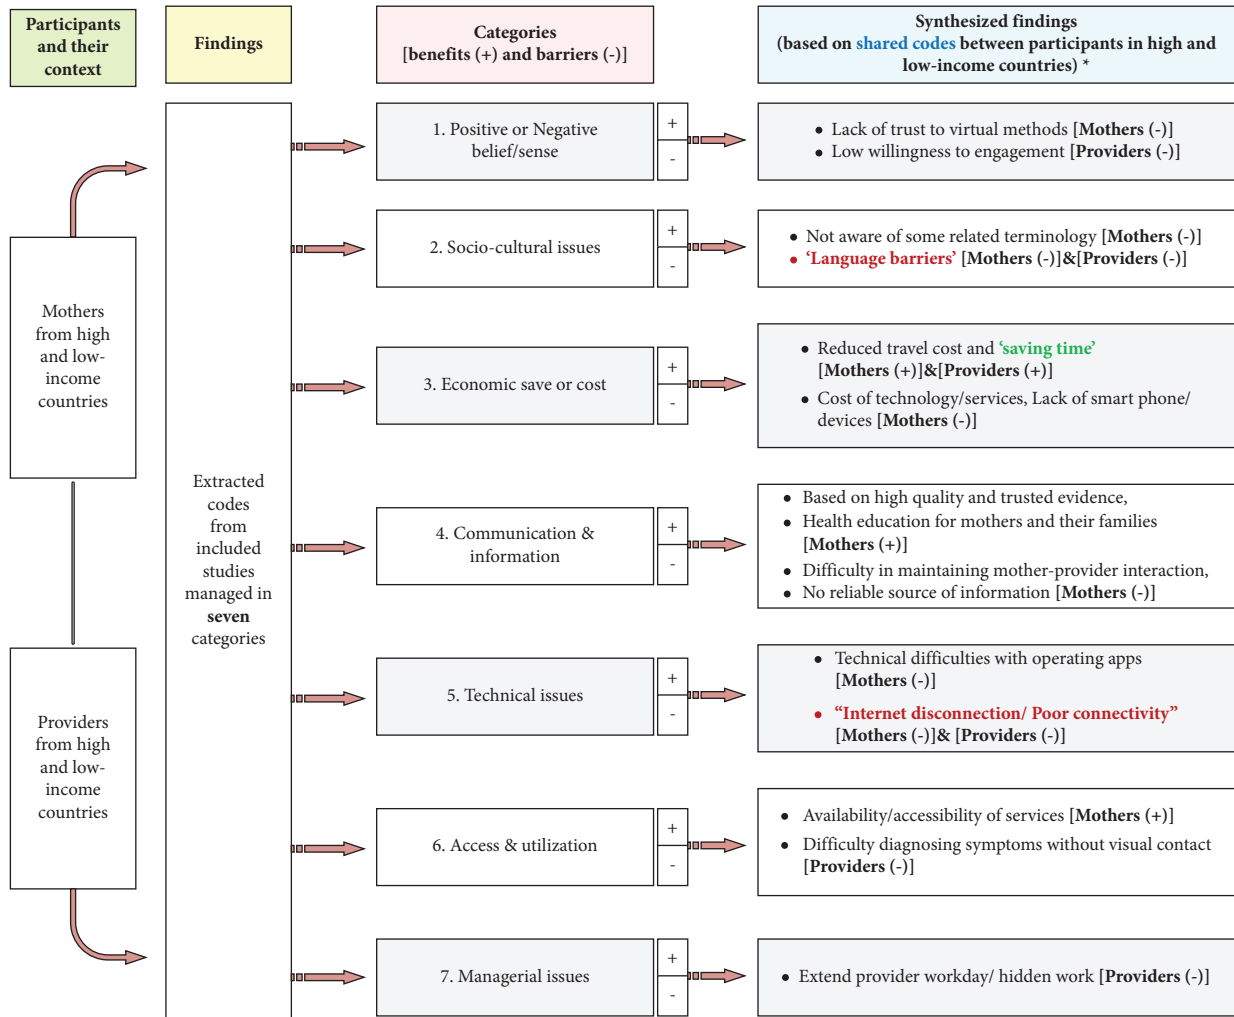 Participants
and their
context
Findings
Categories
[benefits (+) and barriers (-)]
Synthesized findings
(based on shared codes between participants in high and
low-income countries) *
Mothers
from high
and low-
income
countries
Providers
from high
and low-
income
countries
Extracted
codes
from
included
studies
managed in
seven
categories
1. Positive or Negative
belief/sense
+
-
• Lack of trust to virtual methods [Mothers (-)]
• Low willingness to engagement [Providers (-)]
2. Socio-cultural issues
+
-
• Not aware of some related terminology [Mothers (-)]
• ‘Language barriers’ [Mothers (-)]&[Providers (-)]
3. Economic save or cost
+
-
• Reduced travel cost and ‘saving time’
[Mothers (+)]&[Providers (+)]
• Cost of technology/services, Lack of smart phone/
devices [Mothers (-)]
4. Communication &
information
+
-
• Based on high quality and trusted evidence,
• Health education for mothers and their families
[Mothers (+)]
• Difficulty in maintaining mother-provider interaction,
• No reliable source of information [Mothers (-)]
5. Technical issues
+
-
• Technical difficulties with operating apps
[Mothers (-)]
• “Internet disconnection/ Poor connectivity”
[Mothers (-)]& [Providers (-)]
6. Access & utilization
+
-
• Availability/accessibility of services [Mothers (+)]
• Difficulty diagnosing symptoms without visual contact
[Providers (-)]
7. Managerial issues
+
-
• Extend provider workday/ hidden work [Providers (-)]